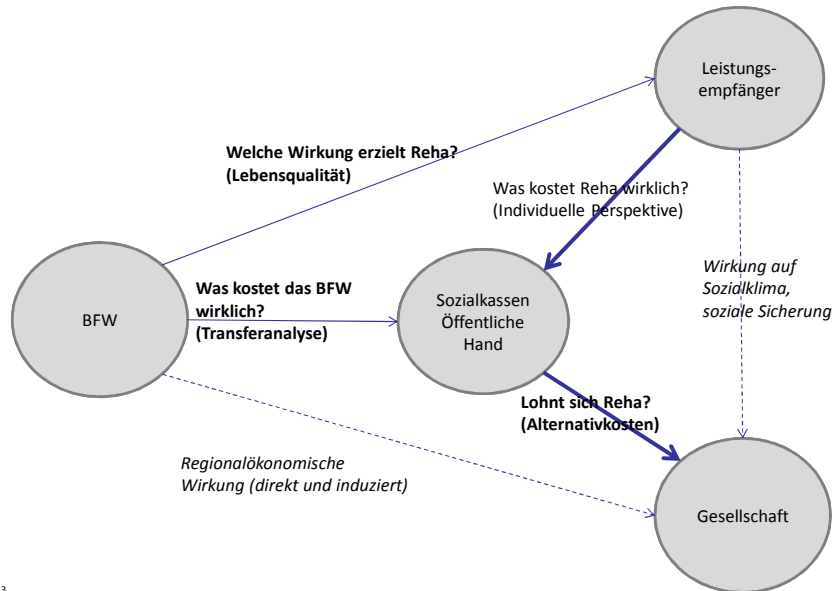 Leistungs-
empfänger
Welche Wirkung erzielt Reha?
(Lebensqualität)
Was kostet Reha wirklich?
(Individuelle Perspektive)
BFW
Was kostet das BFW
wirklich?
(Transferanalyse)
Sozialkassen
Öffentliche
Hand
Wirkung auf
Sozialklima,
soziale Sicherung
Lohnt sich Reha?
(Alternativkosten)
Regionalökonomische
Wirkung (direkt und induziert)
Gesellschaft
3